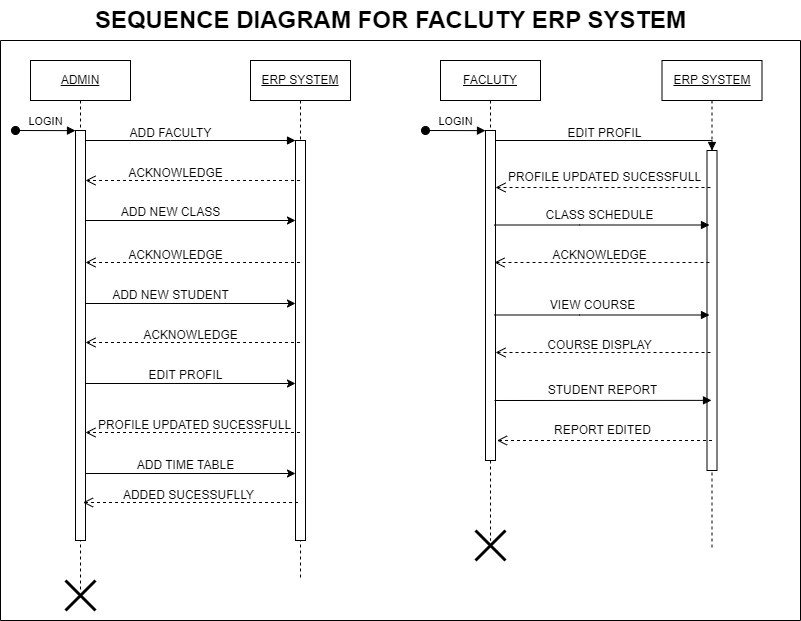 SEQUENCE DIAGRAM FOR FACLUTY ERP SYSTEM
ADMIN
ERP SYSTEM
LOGIN
ADD FACULTY
ACKNOWLEDGE
ADD NEW CLASS
ACKNOWLEDGE
ADD NEW STUDENT
ACKNOWLEDGE
EDIT PROFIL
PROFILE UPDATED SUCESSFULL
ADD TIME TABLE
ADDED SUCESSUFLLY
FACLUTY
ERP SYSTEM
LOGIN
EDIT PROFIL
PROFILE UPDATED SUCESSFULL
CLASS SCHEDULE
ACKNOWLEDGE
VIEW COURSE
COURSE DISPLAY
STUDENT REPORT
REPORT EDITED